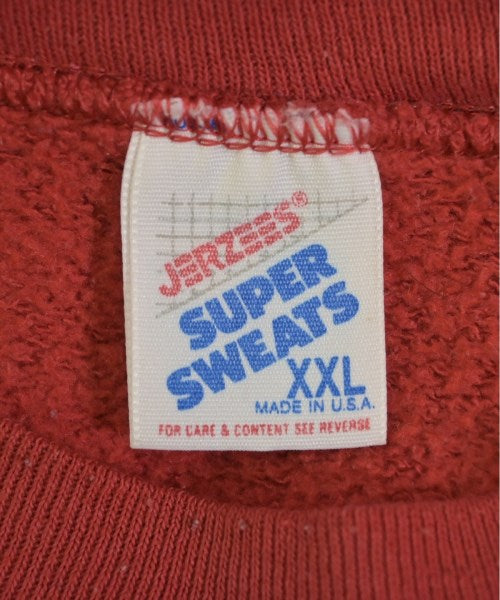 JERZEES®
SUPER
SWEATS
XXL
MADE IN U.S.A.
FOR CARE & CONTENT SEE REVERSE